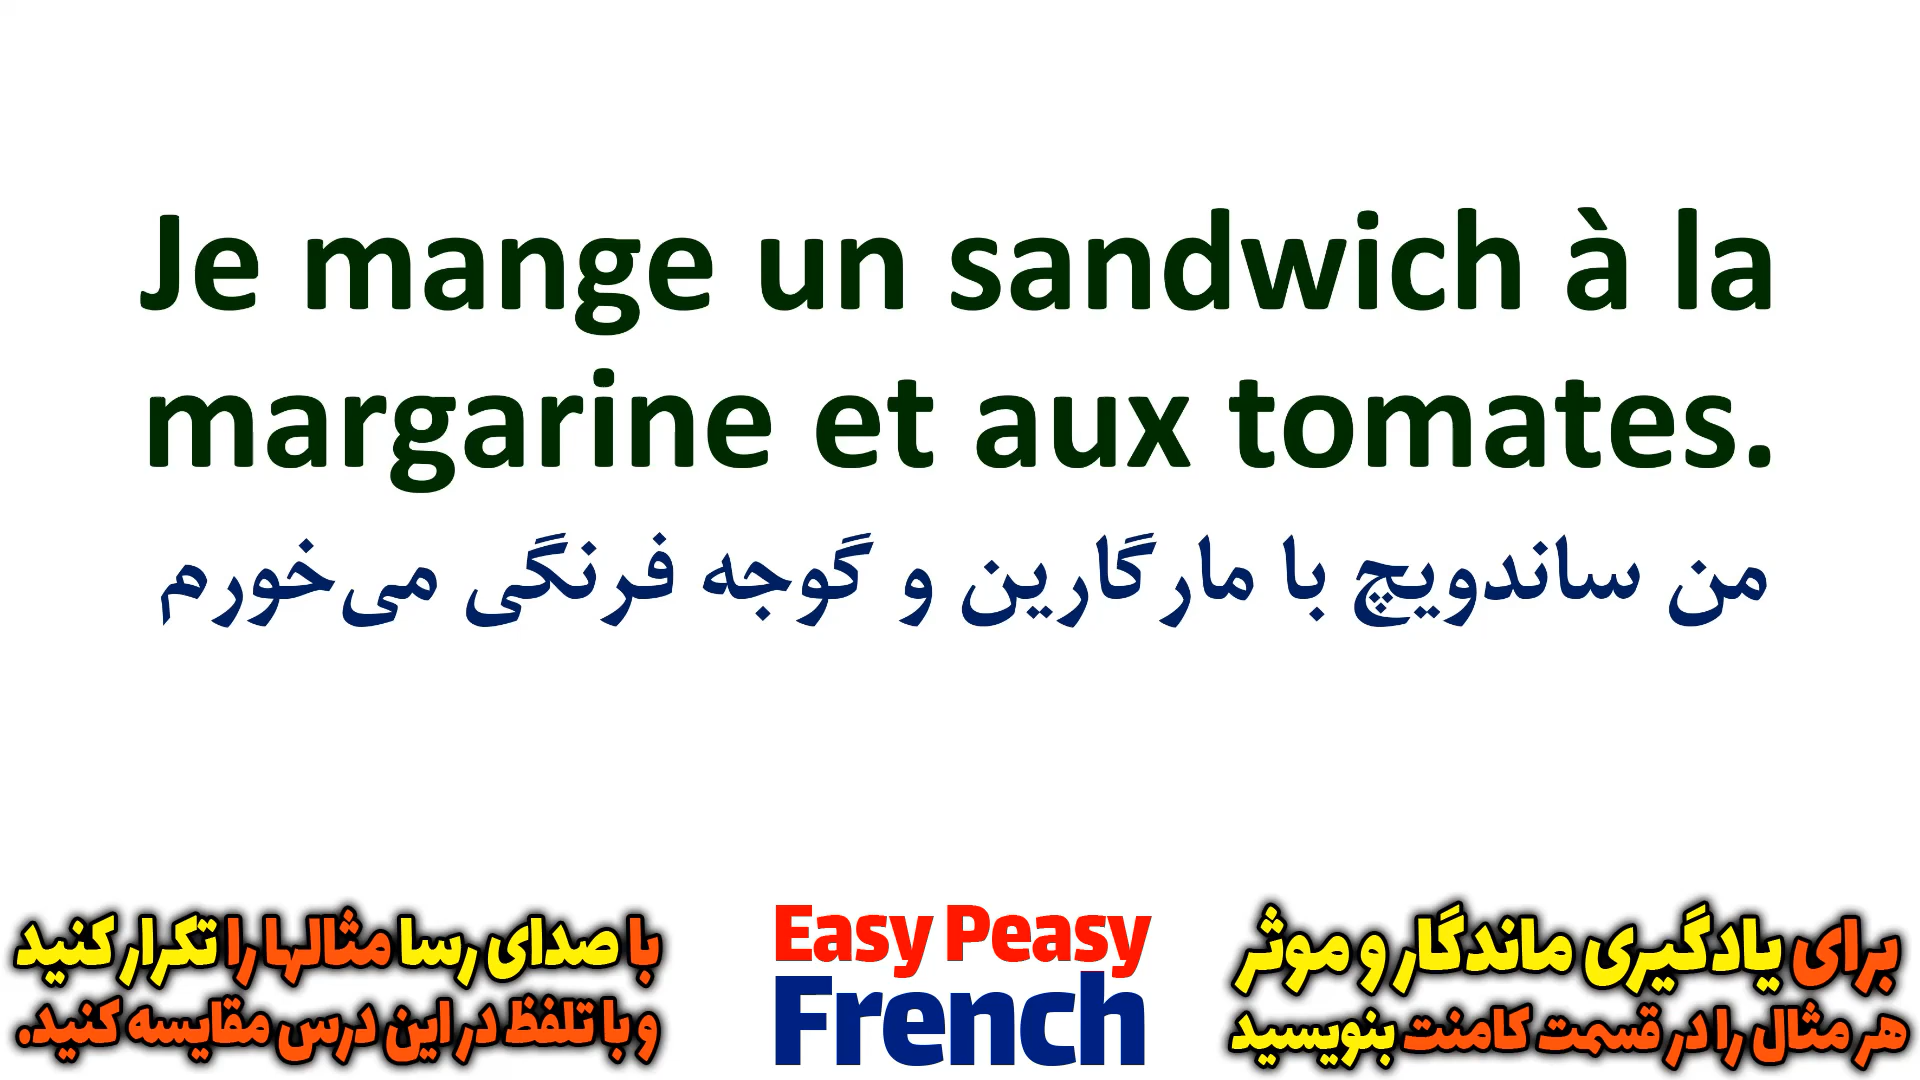 Je mange un sandwich à la
margarine et aux tomates.
من ساندویچ با مارگارین و گوجه فرنگی می‌خورم
برای یادگیری ماندگار و موثر
هر مثال را در قسمت کامنت بنویسید
Easy Peasy
French
با صدای رسا مثالها را تکرار کنید
و با تلفظ در این درس مقایسه کنید.